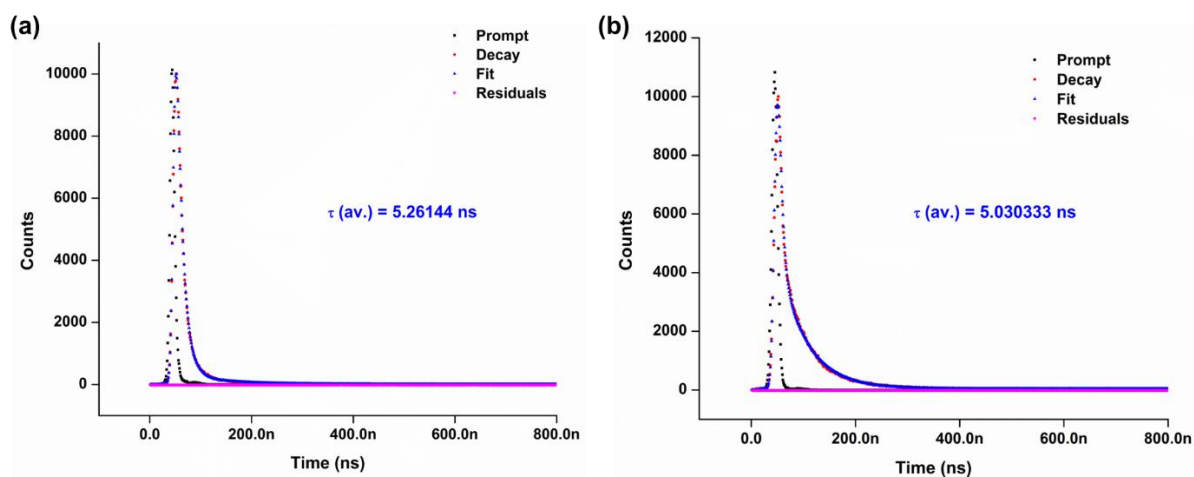 (a)
Prompt
Decay
Fit
Residuals
10000
8000
6000
4000
2000
0
Counts
τ (av.) = 5.26144 ns
0.0
200.0n
400.0n
600.0n
800.0n
Time (ns)
(b)
Prompt
Decay
Fit
Residuals
12000
10000
8000
6000
4000
2000
0
Counts
τ (av.) = 5.030333 ns
0.0
200.0n
400.0n
600.0n
800.0n
Time (ns)